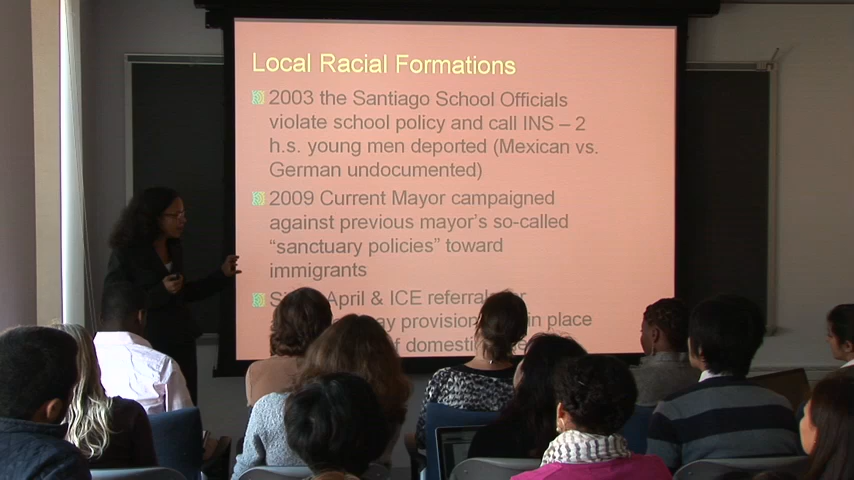 Local Racial Formations
2003 the Santiago School Officials
violate school policy and call INS – 2
h.s. young men deported (Mexican vs.
German undocumented)
2009 Current Mayor campaigned
against previous mayor's so-called
“sanctuary policies” toward
immigrants
April & ICE referral
provision in place
of domesti